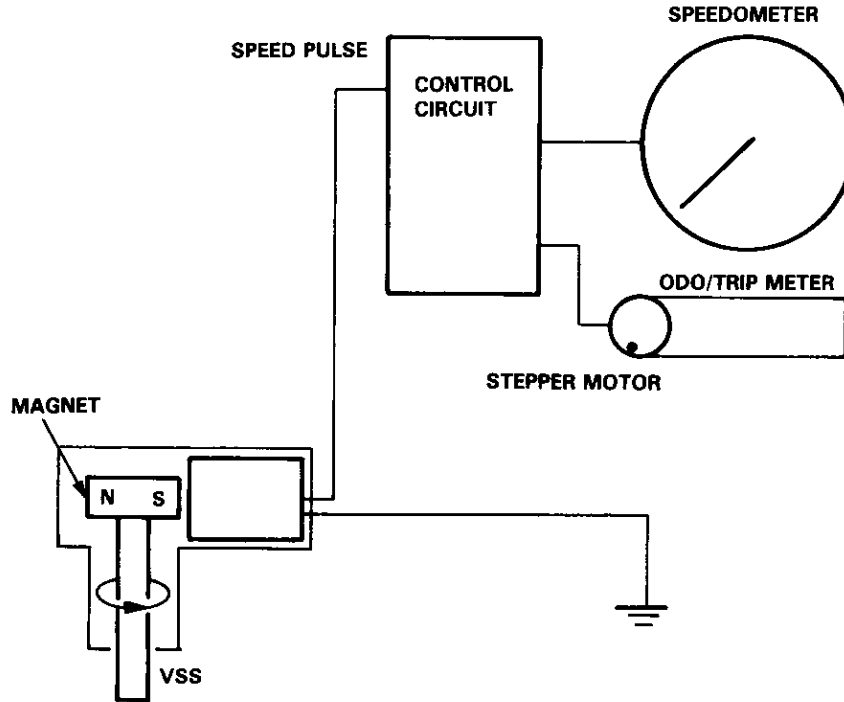 SPEEDOMETER
SPEED PULSE
CONTROL
CIRCUIT
ODO/TRIP METER
STEPPER MOTOR
MAGNET
N S
VSS